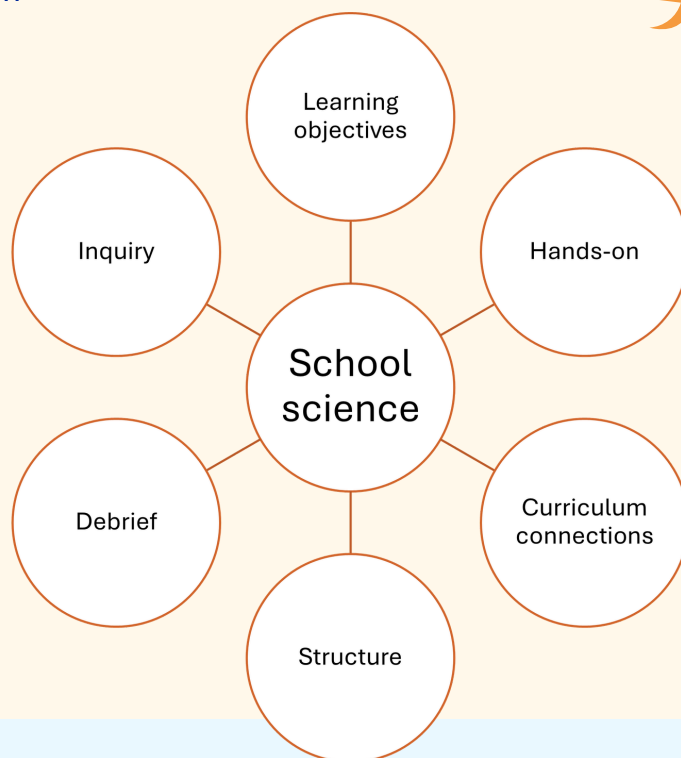 Learning
objectives
Inquiry
Hands-on
School
science
Debrief
Curriculum
connections
Structure